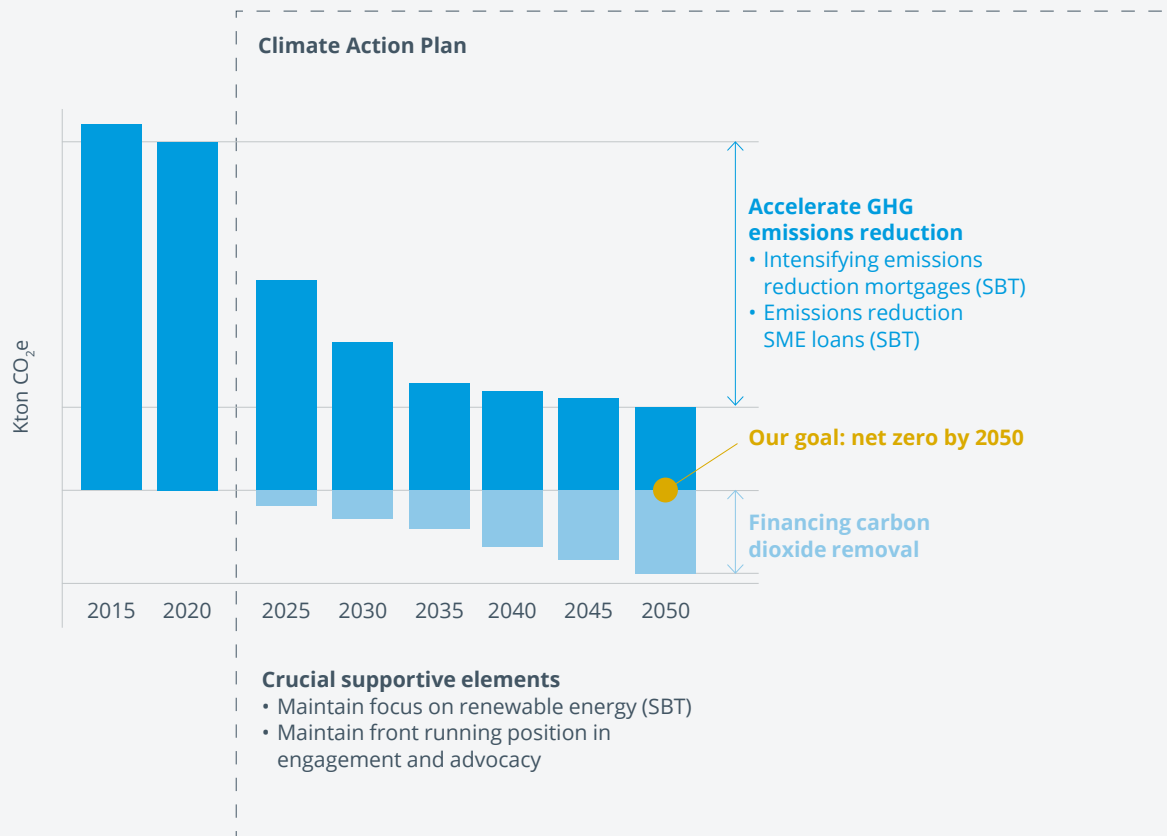 Climate Action Plan
Kton CO₂e
Accelerate GHG
emissions reduction
• Intensifying emissions
reduction mortgages (SBT)
• Emissions reduction
SME loans (SBT)
Our goal: net zero by 2050
Financing carbon
dioxide removal
2015 2020 2025 2030 2035 2040 2045 2050
Crucial supportive elements
• Maintain focus on renewable energy (SBT)
• Maintain front running position in
engagement and advocacy